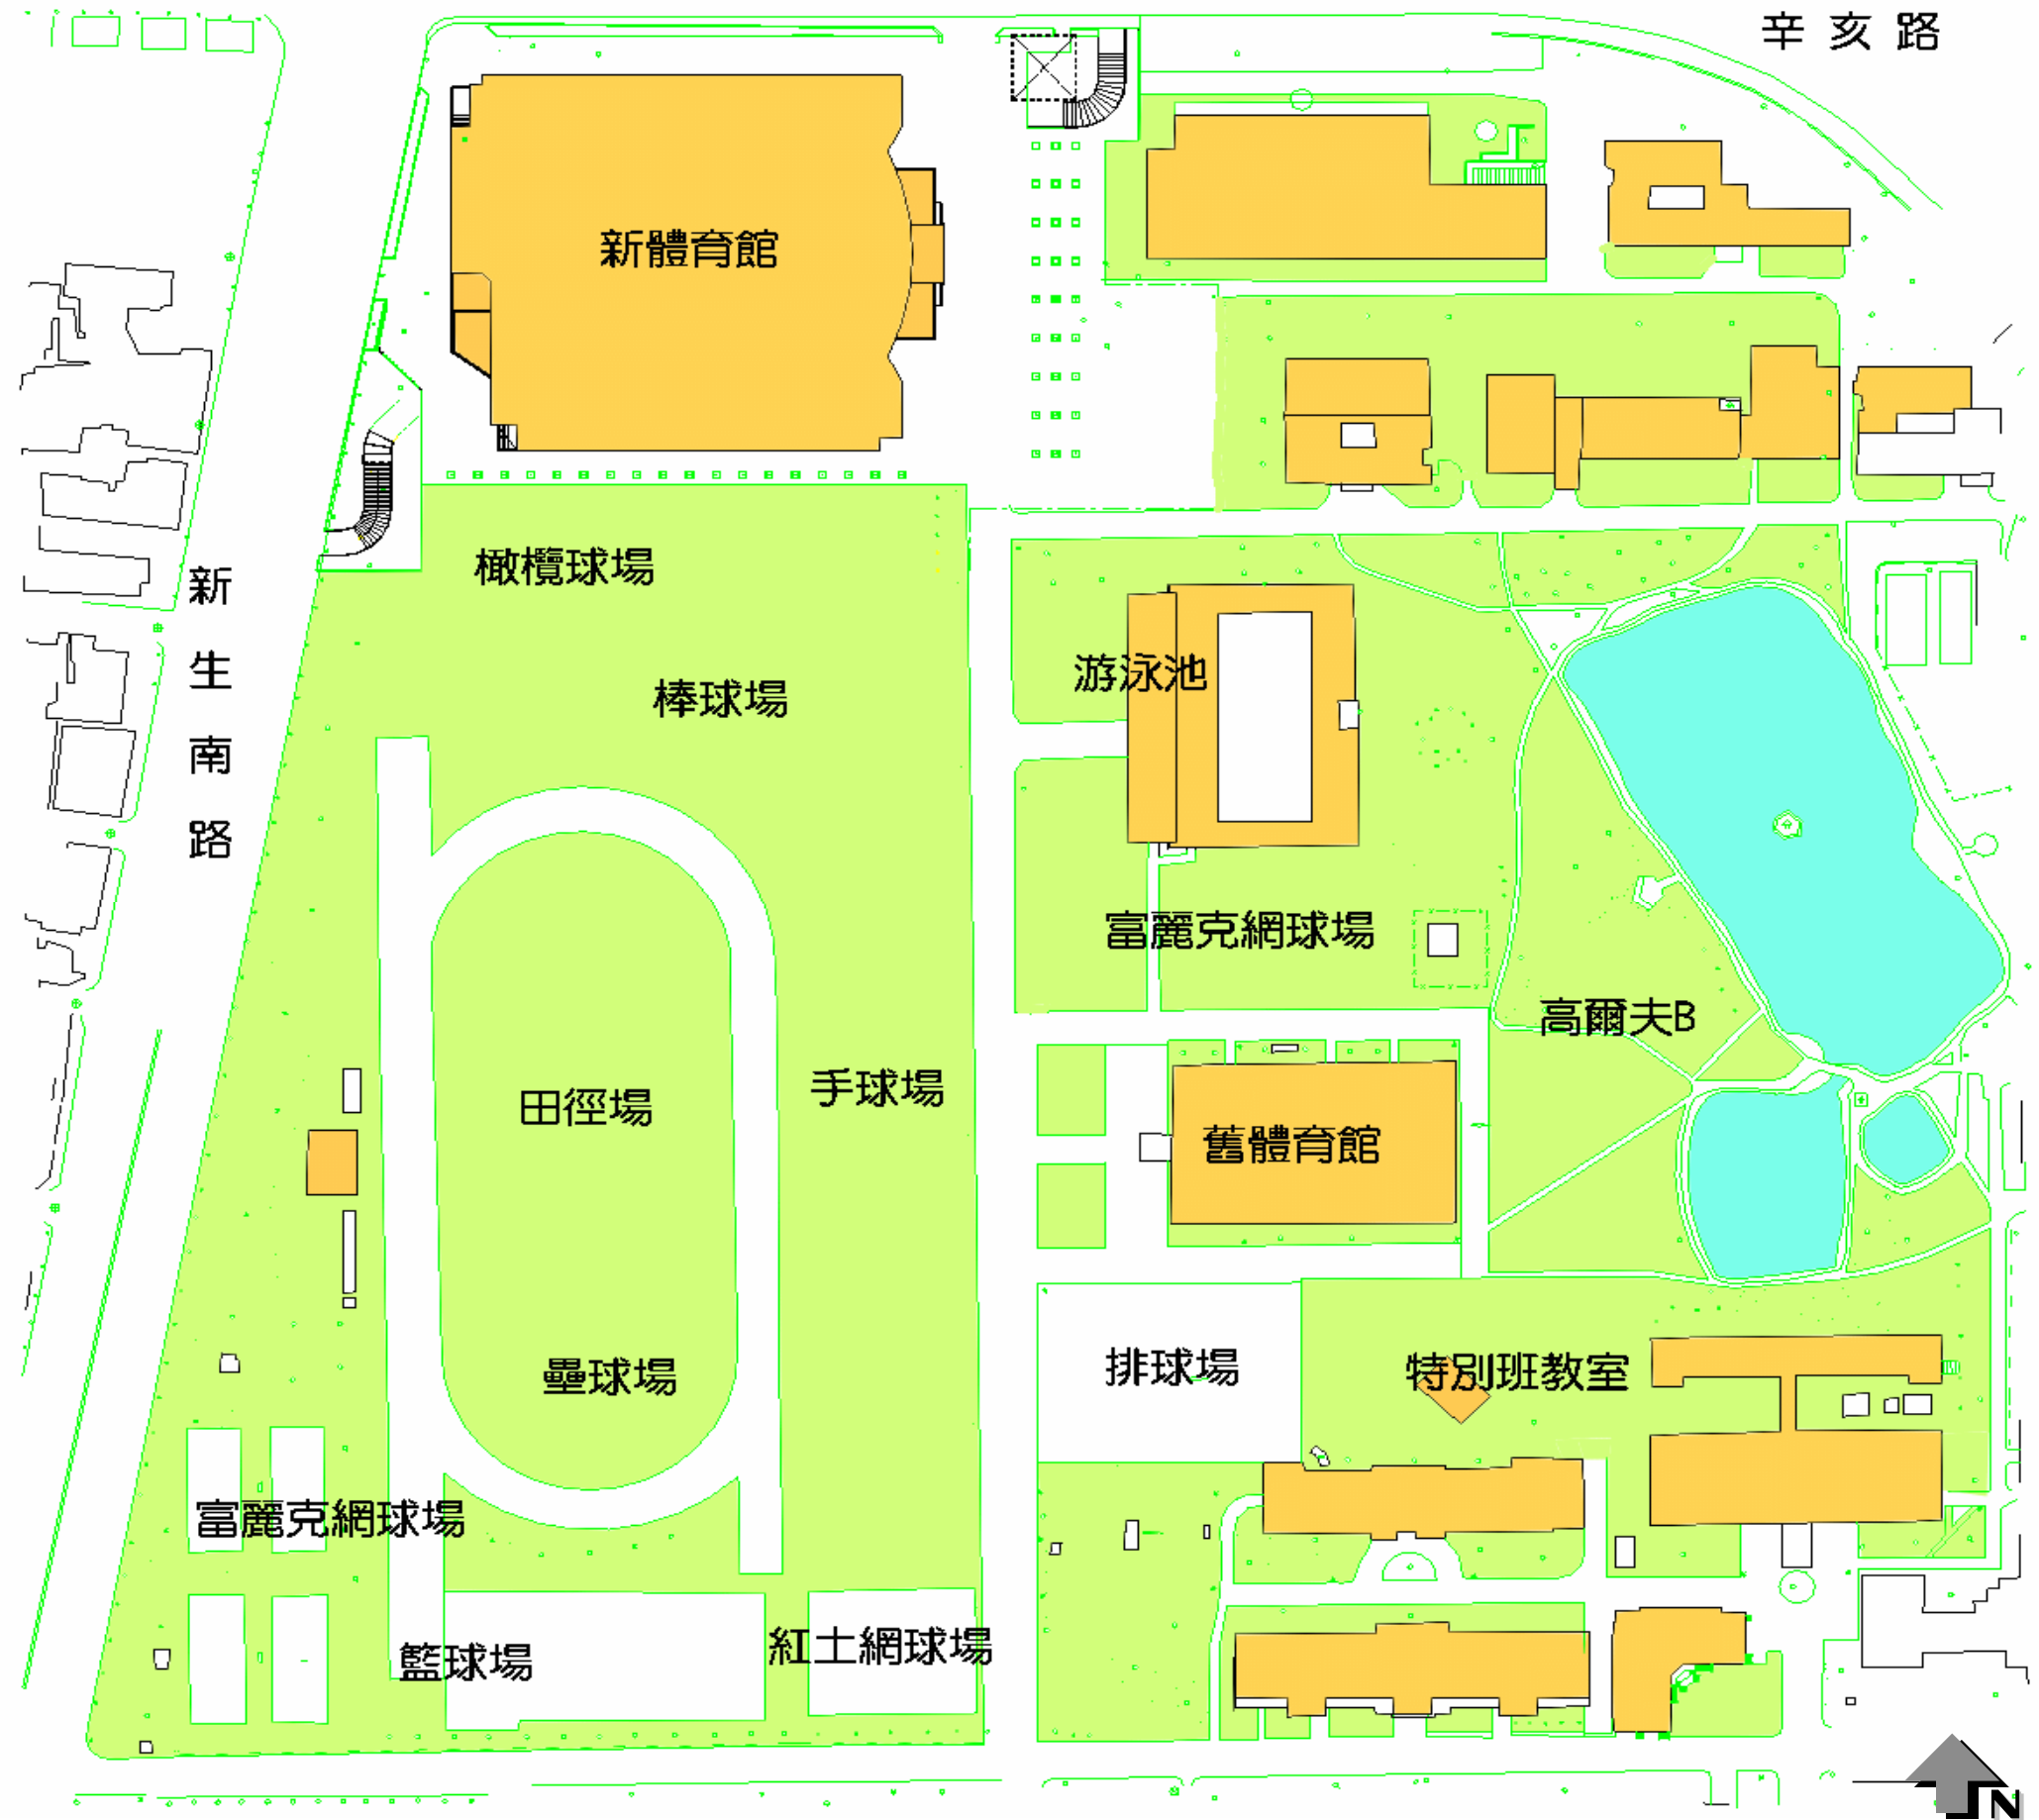 辛亥路
新體育館
橄欖球場
新生南路
游泳池
棒球場
富麗克網球場
高爾夫B
手球場
田徑場
舊體育館
排球場
特別班教室
壘球場
富麗克網球場
紅土網球場
籃球場
N